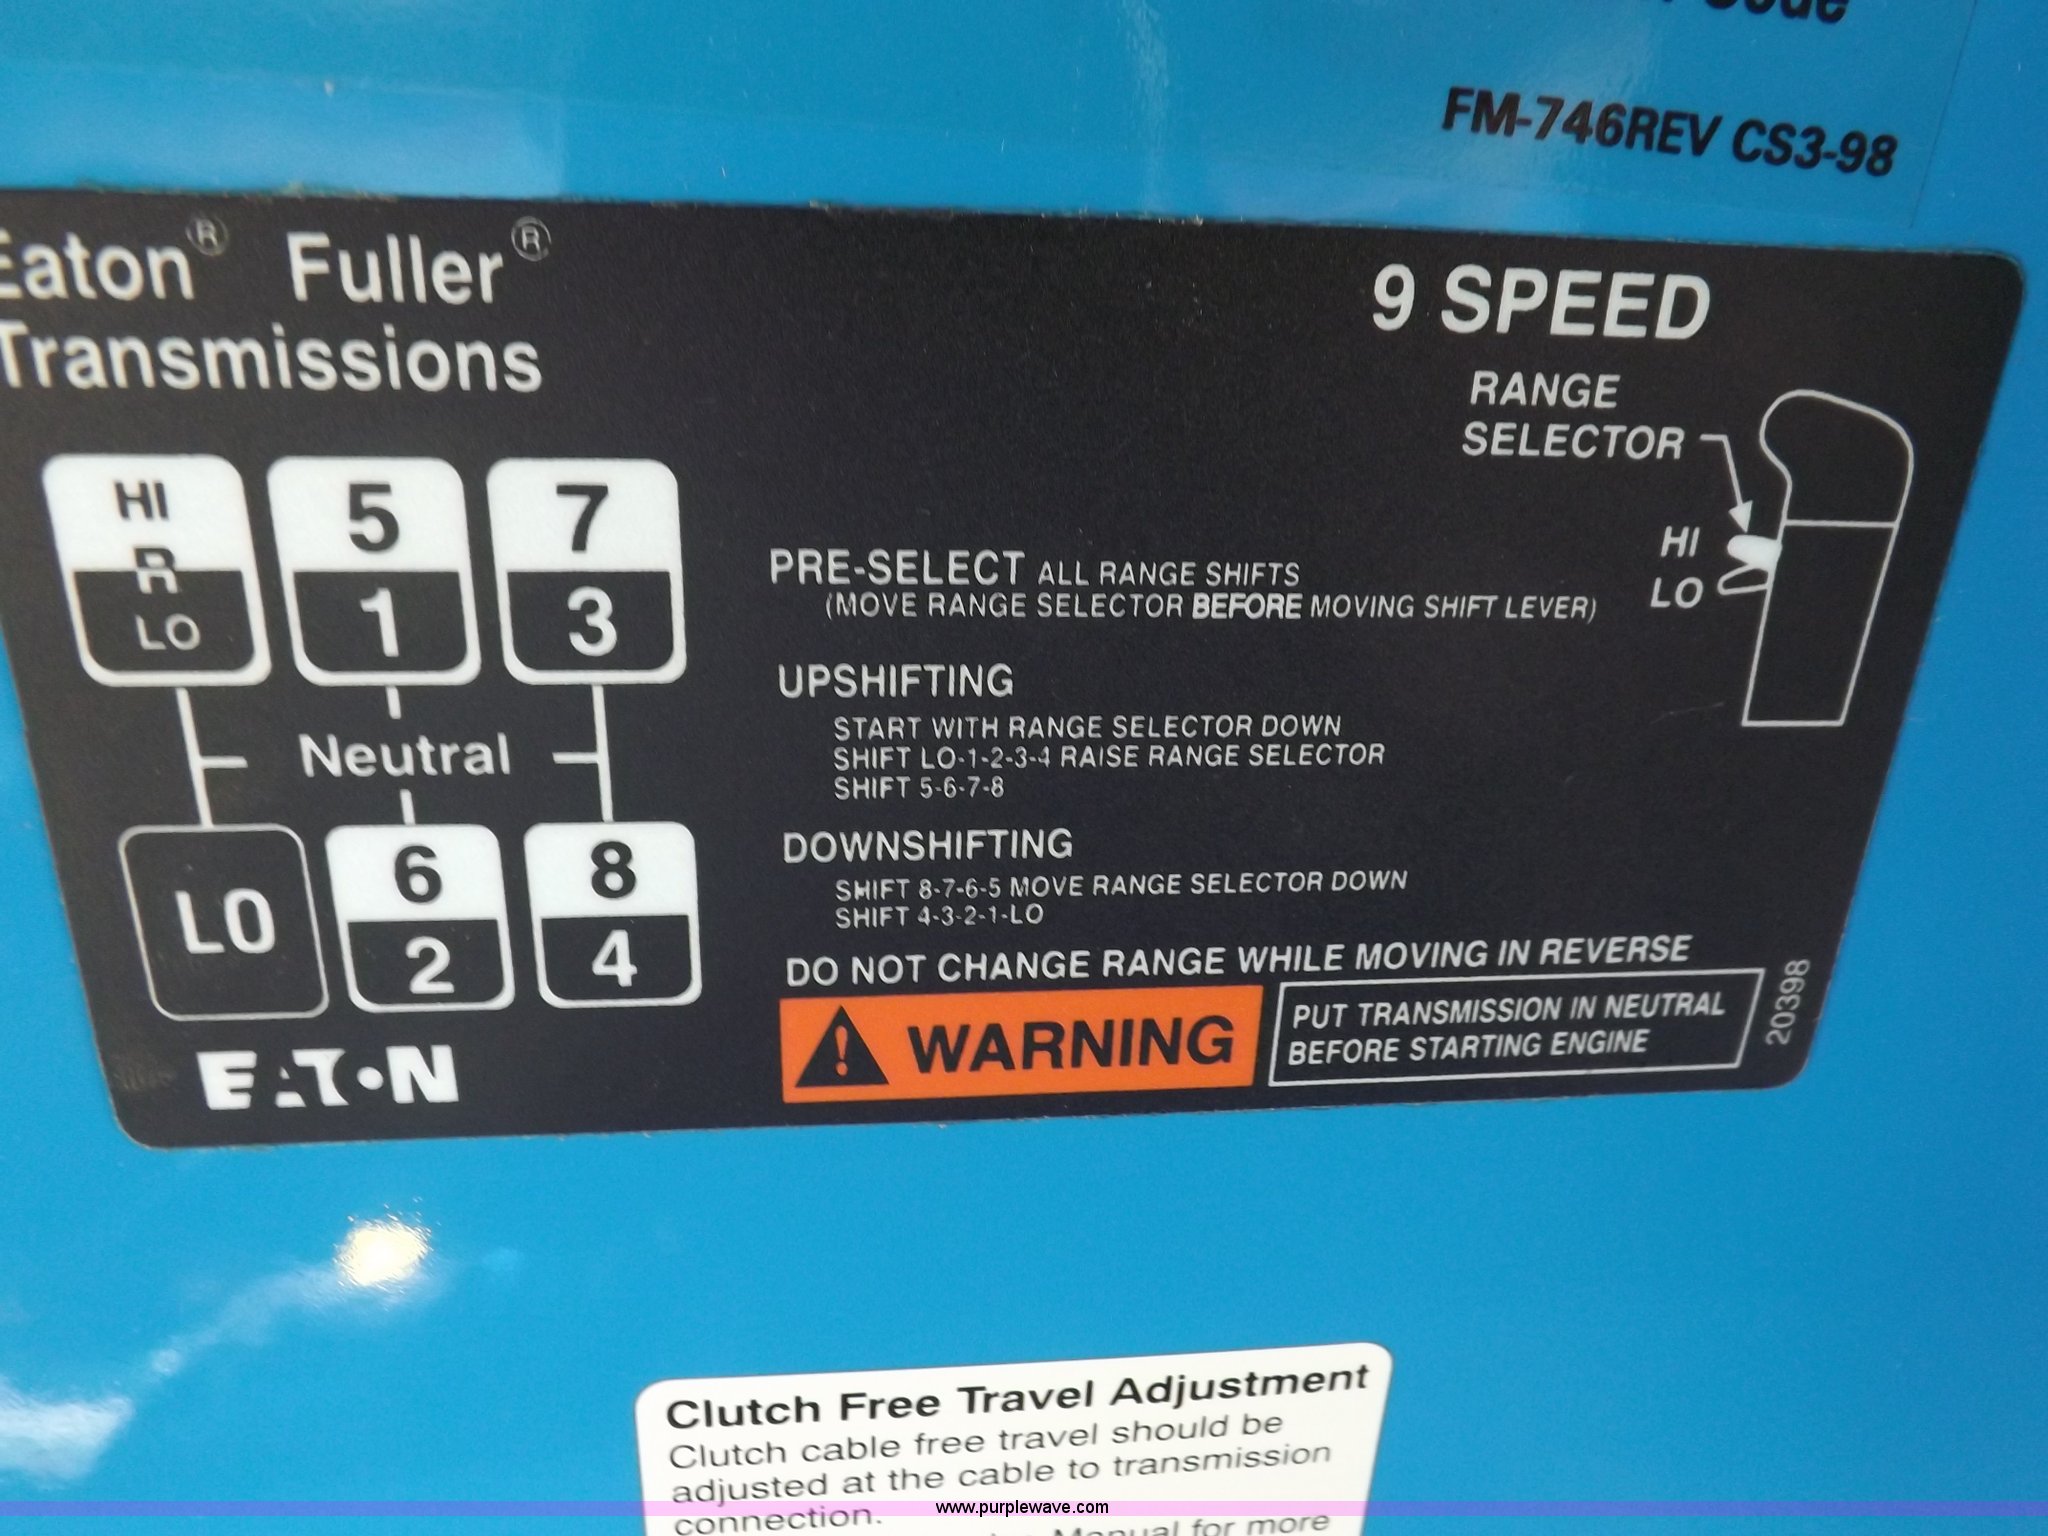 Code
FM-746REV CS3-98
Eaton® Fuller®
Transmissions
9 SPEED
RANGE
SELECTOR
HI
LO
HI
R
LO
5
1
7
3
Neutral
LO
6
2
8
4
EATON
PRE-SELECT ALL RANGE SHIFTS
(MOVE RANGE SELECTOR BEFORE MOVING SHIFT LEVER)
UPSHIFTING
START WITH RANGE SELECTOR DOWN
SHIFT LO-1-2-3-4 RAISE RANGE SELECTOR
SHIFT 5-6-7-8
DOWNSHIFTING
SHIFT 8-7-6-5 MOVE RANGE SELECTOR DOWN
SHIFT 4-3-2-1-LO
DO NOT CHANGE RANGE WHILE MOVING IN REVERSE
WARNING
PUT TRANSMISSION IN NEUTRAL
BEFORE STARTING ENGINE
20398
Clutch Free Travel Adjustment
Clutch cable free travel should be
adjusted at the cable to transmission
connection.
Manual for more
www.purplewave.com